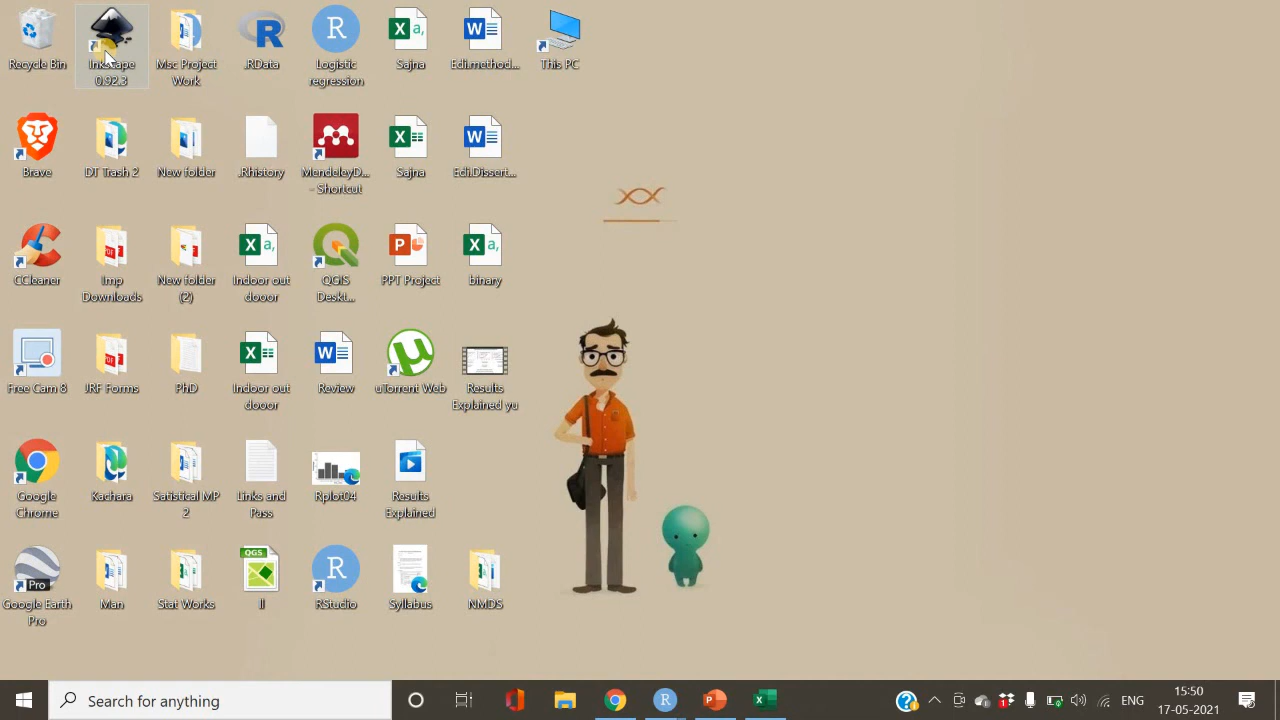 Recycle Bin
Inkscape
0.92.3
Msc Project
Work
.RData
Logistic
regression
Sajna
Edi.method...
This PC
Brave
DT Trash 2
New folder
.Rhistory
MendeleyD...
- Shortcut
Sajna
Edi.Dissert...
CCleaner
Imp
Downloads
New folder
(2)
Indoor out
dooor
QGIS
Deskt...
PPT Project
binary
Free Cam 8
JRF Forms
PhD
Indoor out
dooor
Review
uTorrent Web
Results
Explained yu
Google
Chrome
Kachara
Satistical MP
2
Links and
Pass
Rplot04
Results
Explained
Pro
Google Earth
Pro
Man
Stat Works
QGS
ll
RStudio
Syllabus
NMDS
Search for anything
ENG
15:50
17-05-2021